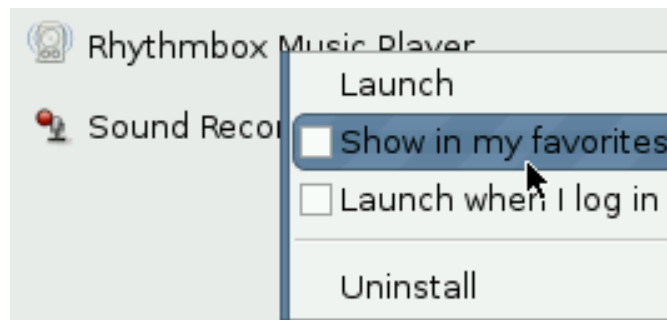 Rhythmbox Music Player
Launch
Sound Recor
Show in my favorites
Launch when I log in
Uninstall